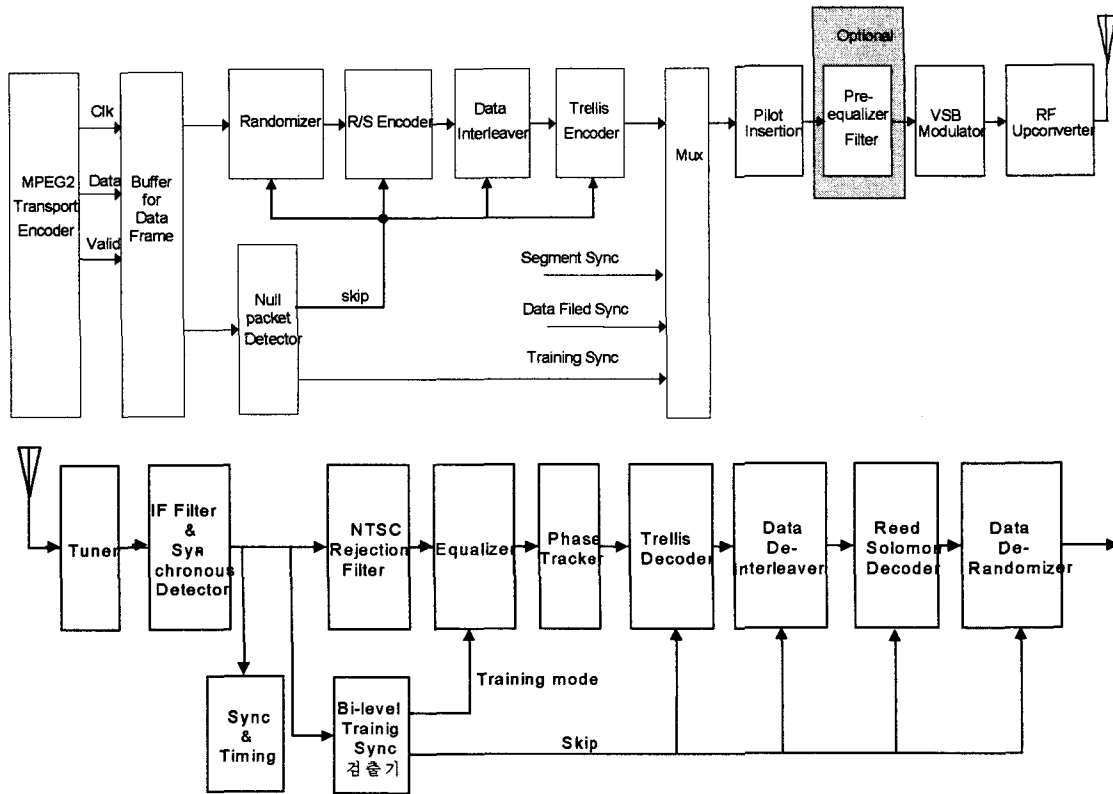 Optional
Clk
Data
Valid
MPEG2
Transport
Encoder
Buffer
for
Data
Frame
Randomizer
R/S Encoder
Data
Interleaver
Trellis
Encoder
Mux
Pilot
Insertion
Pre-
equalizer
Filter
VSB
Modulator
RF
Upconverter
Null
packet
Detector
skip
Segment Sync
Data Filed Sync
Training Sync
Tuner
IF Filter
&
Syn
chronous
Detector
NTSC
Rejection
Filter
Equalizer
Phase
Tracker
Trellis
Decoder
Data
De-
interleaver
Reed
Solomon
Decoder
Data
De-
Randomizer
Sync
&
Timing
Bi-level
Trainig
Sync
검출기
Training mode
Skip